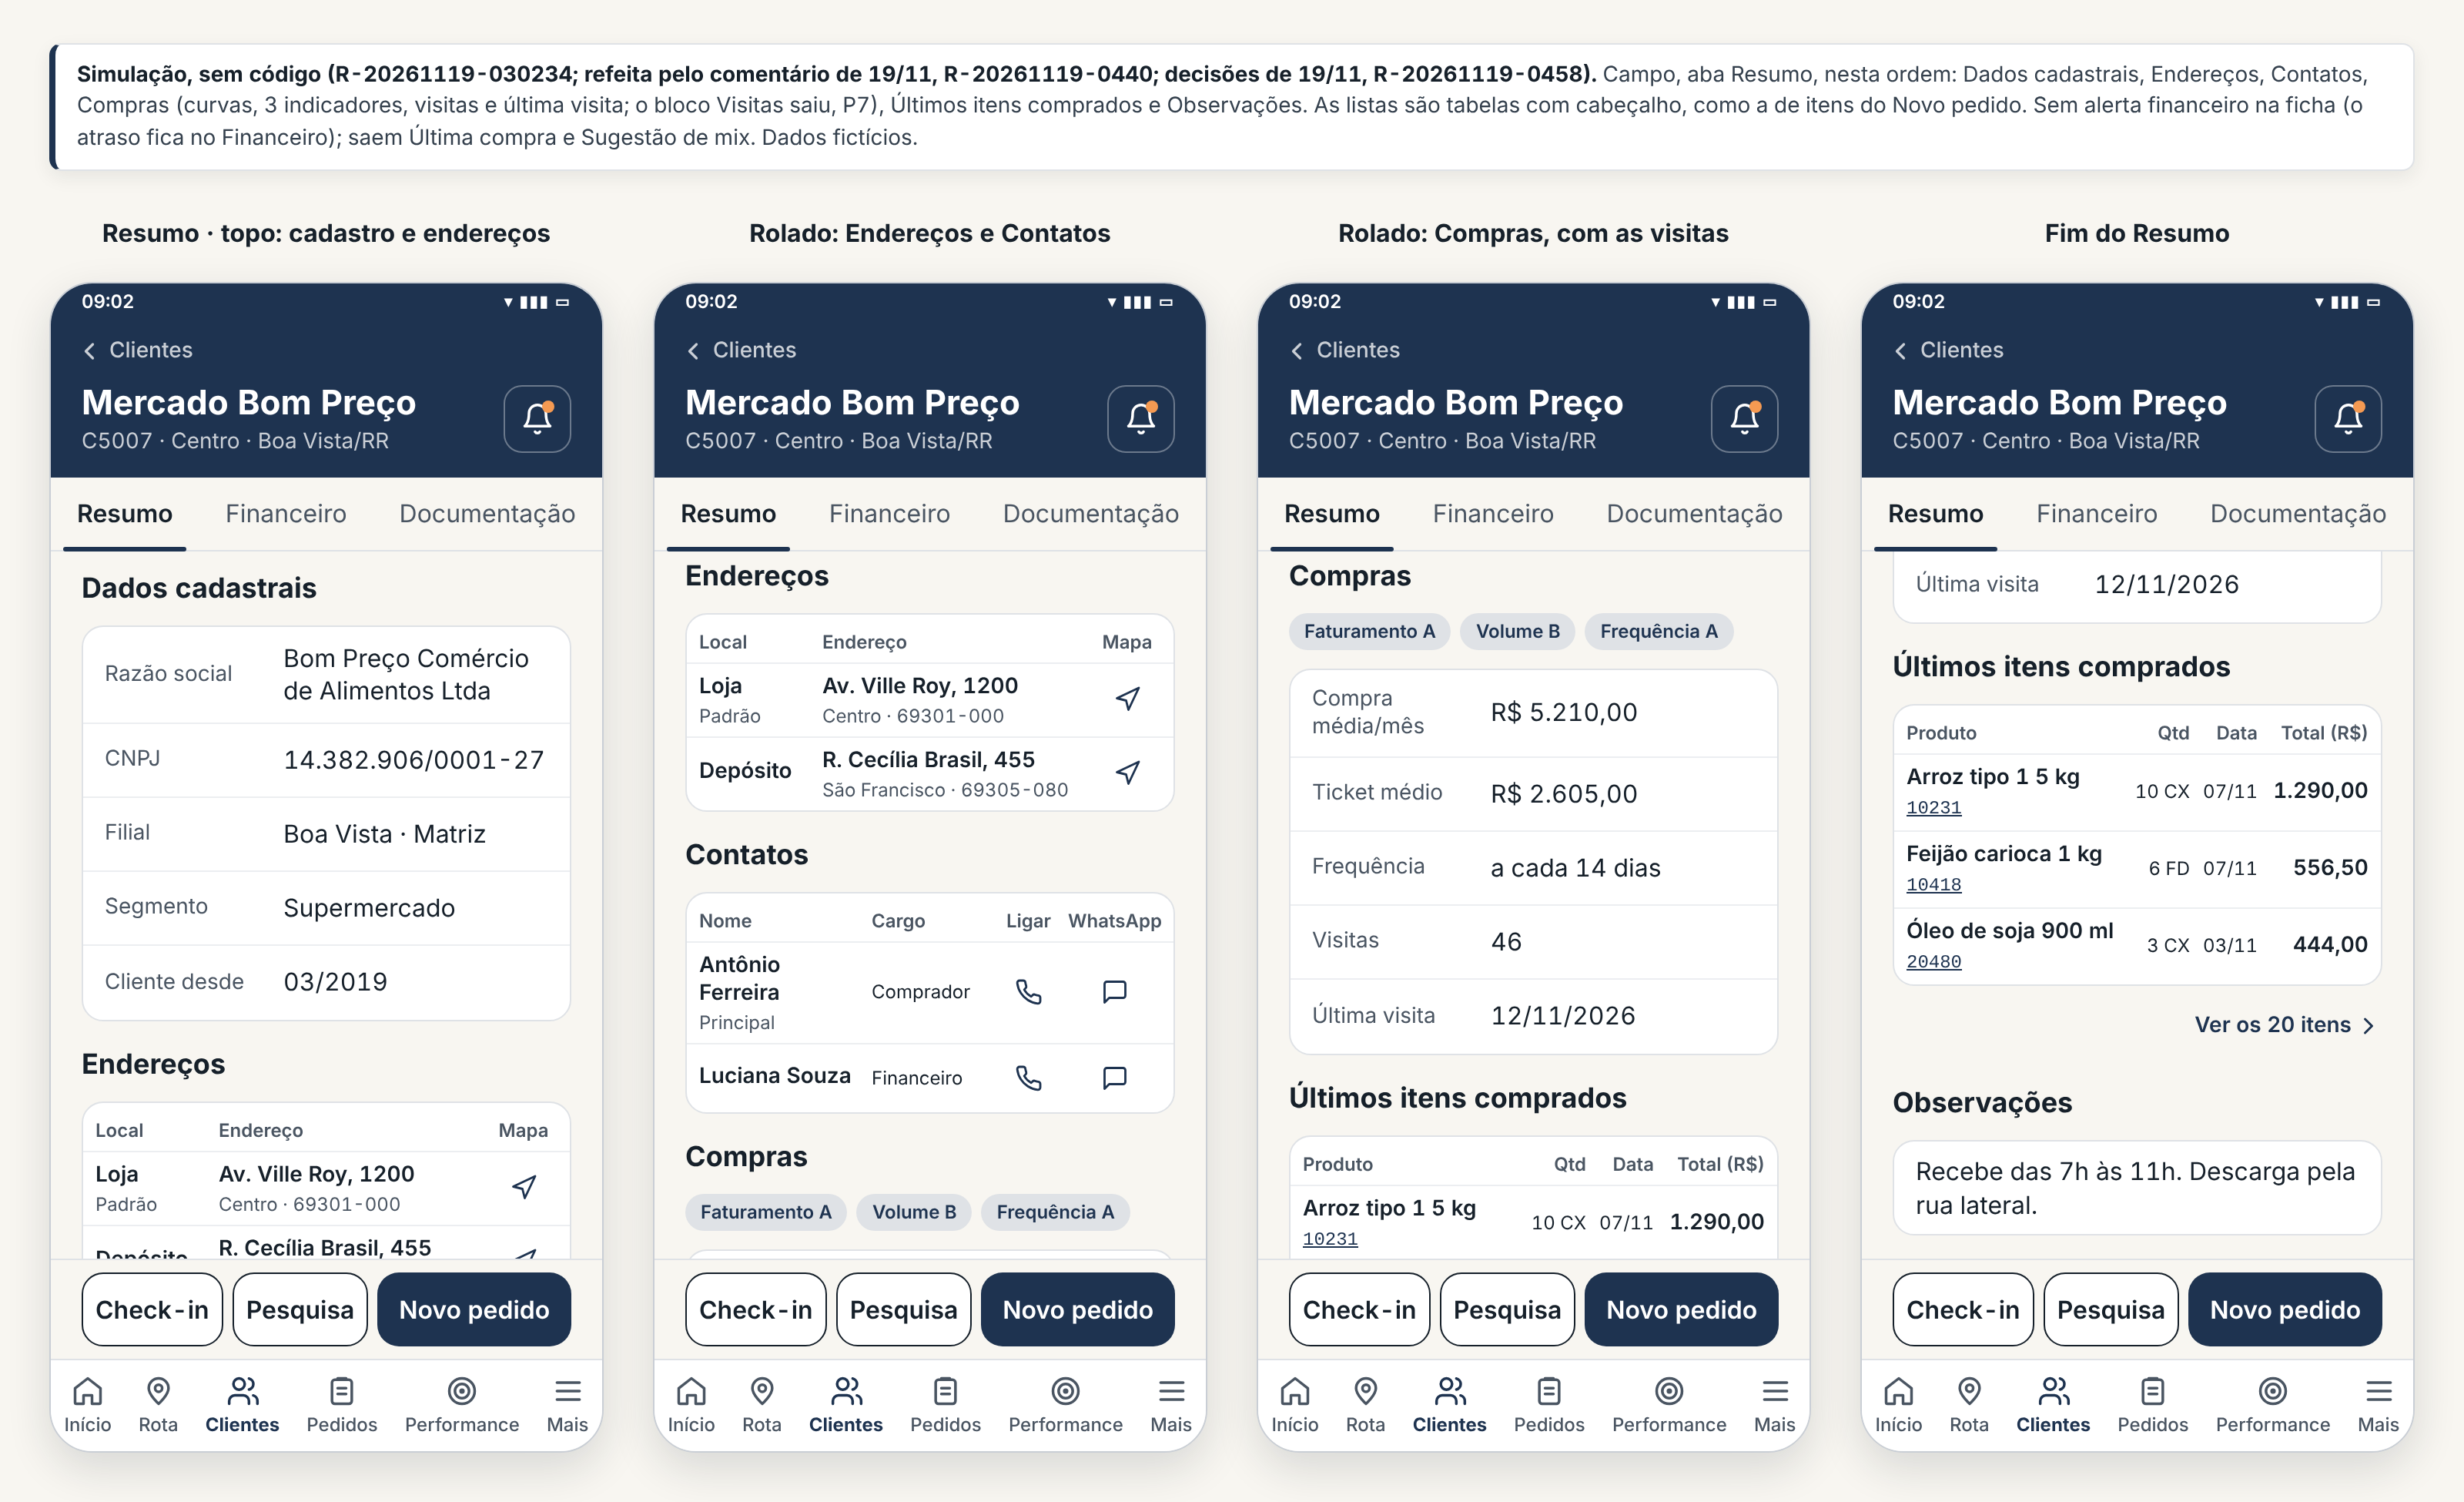 Simulação, sem código (R-20261119-030234; refeita pelo comentário de 19/11, R-20261119-0440; decisões de 19/11, R-20261119-0458). Campo, aba Resumo, nesta ordem: Dados cadastrais, Endereços, Contatos,
Compras (curvas, 3 indicadores, visitas e última visita; o bloco Visitas saiu, P7), Últimos itens comprados e Observações. As listas são tabelas com cabeçalho, como a de itens do Novo pedido. Sem alerta financeiro na ficha (o
atraso fica no Financeiro); saem Última compra e Sugestão de mix. Dados fictícios.
Resumo · topo: cadastro e endereços
09:02
Clientes
Mercado Bom Preço
C5007 · Centro · Boa Vista/RR
Resumo Financeiro Documentação
Dados cadastrais
Razão social Bom Preço Comércio
de Alimentos Ltda
CNPJ 14.382.906/0001-27
Filial Boa Vista · Matriz
Segmento Supermercado
Cliente desde 03/2019
Endereços
Local Endereço Mapa
Loja Av. Ville Roy, 1200
Padrão Centro · 69301-000
Depósito R. Cecília Brasil, 455
Check-in Pesquisa Novo pedido
Início Rota Clientes Pedidos Performance Mais
Rolado: Endereços e Contatos
09:02
Clientes
Mercado Bom Preço
C5007 · Centro · Boa Vista/RR
Resumo Financeiro Documentação
Endereços
Local Endereço Mapa
Loja Av. Ville Roy, 1200
Padrão Centro · 69301-000
Depósito R. Cecília Brasil, 455
São Francisco · 69305-080
Contatos
Nome Cargo Ligar WhatsApp
Antônio
Ferreira
Principal
Comprador
Luciana Souza Financeiro
Compras
Faturamento A Volume B Frequência A
Check-in Pesquisa Novo pedido
Início Rota Clientes Pedidos Performance Mais
Rolado: Compras, com as visitas
09:02
Clientes
Mercado Bom Preço
C5007 · Centro · Boa Vista/RR
Resumo Financeiro Documentação
Compras
Faturamento A Volume B Frequência A
Compra
média/mês
R$ 5.210,00
Ticket médio R$ 2.605,00
Frequência a cada 14 dias
Visitas 46
Última visita 12/11/2026
Últimos itens comprados
Produto Qtd Data Total (R$)
Arroz tipo 1 5 kg 10 CX 07/11 1.290,00
10231
Check-in Pesquisa Novo pedido
Início Rota Clientes Pedidos Performance Mais
Fim do Resumo
09:02
Clientes
Mercado Bom Preço
C5007 · Centro · Boa Vista/RR
Resumo Financeiro Documentação
Última visita 12/11/2026
Últimos itens comprados
Produto Qtd Data Total (R$)
Arroz tipo 1 5 kg 10 CX 07/11 1.290,00
10231
Feijão carioca 1 kg 6 FD 07/11 556,50
10418
Óleo de soja 900 ml 3 CX 03/11 444,00
20480
Ver os 20 itens
Observações
Recebe das 7h às 11h. Descarga pela
rua lateral.
Check-in Pesquisa Novo pedido
Início Rota Clientes Pedidos Performance Mais